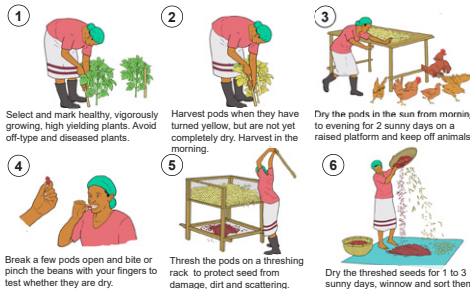 1
Select and mark healthy, vigorously
growing, high yielding plants. Avoid
off-type and diseased plants.
2
Harvest pods when they have
turned yellow, but are not yet
completely dry. Harvest in the
morning.
3
Dry the pods in the sun from morning
to evening for 2 sunny days on a
raised platform and keep off animals
4
Break a few pods open and bite or
pinch the beans with your fingers to
test whether they are dry.
5
Thresh the pods on a threshing
rack to protect seed from
damage, dirt and scattering.
6
Dry the threshed seeds for 1 to 3
sunny days, winnow and sort then